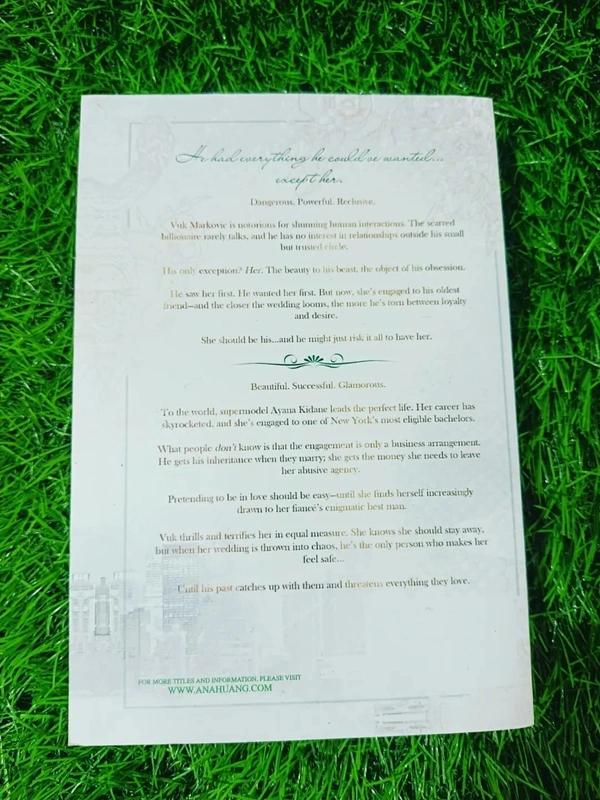 He had everything he could've wanted...
except her.
Dangerous. Powerful. Reclusive.
Vuk Markovic is notorious for shunning human interactions. The scarred
billionaire rarely talks, and he has no interest in relationships outside his small
but trusted circle.
His only exception? Her. The beauty to his beast, the object of his obsession.
He saw her first. He wanted her first. But now, she's engaged to his oldest
friend—and the closer the wedding looms, the more he's torn between loyalty
and desire.
She should be his...and he might just risk it all to have her.
Beautiful. Successful. Glamorous.
To the world, supermodel Ayana Kidane leads the perfect life. Her career has
skyrocketed, and she's engaged to one of New York's most eligible bachelors.
What people don't know is that the engagement is only a business arrangement.
He gets his inheritance when they marry; she gets the money she needs to leave
her abusive agency.
Pretending to be in love should be easy—until she finds herself increasingly
drawn to her fiancé's enigmatic best man.
Vuk thrills and terrifies her in equal measure. She knows she should stay away,
but when her wedding is thrown into chaos, he's the only person who makes her
feel safe...
Until his past catches up with them and threatens everything they love.
FOR MORE TITLES AND INFORMATION, PLEASE VISIT
WWW.ANAHUANG.COM